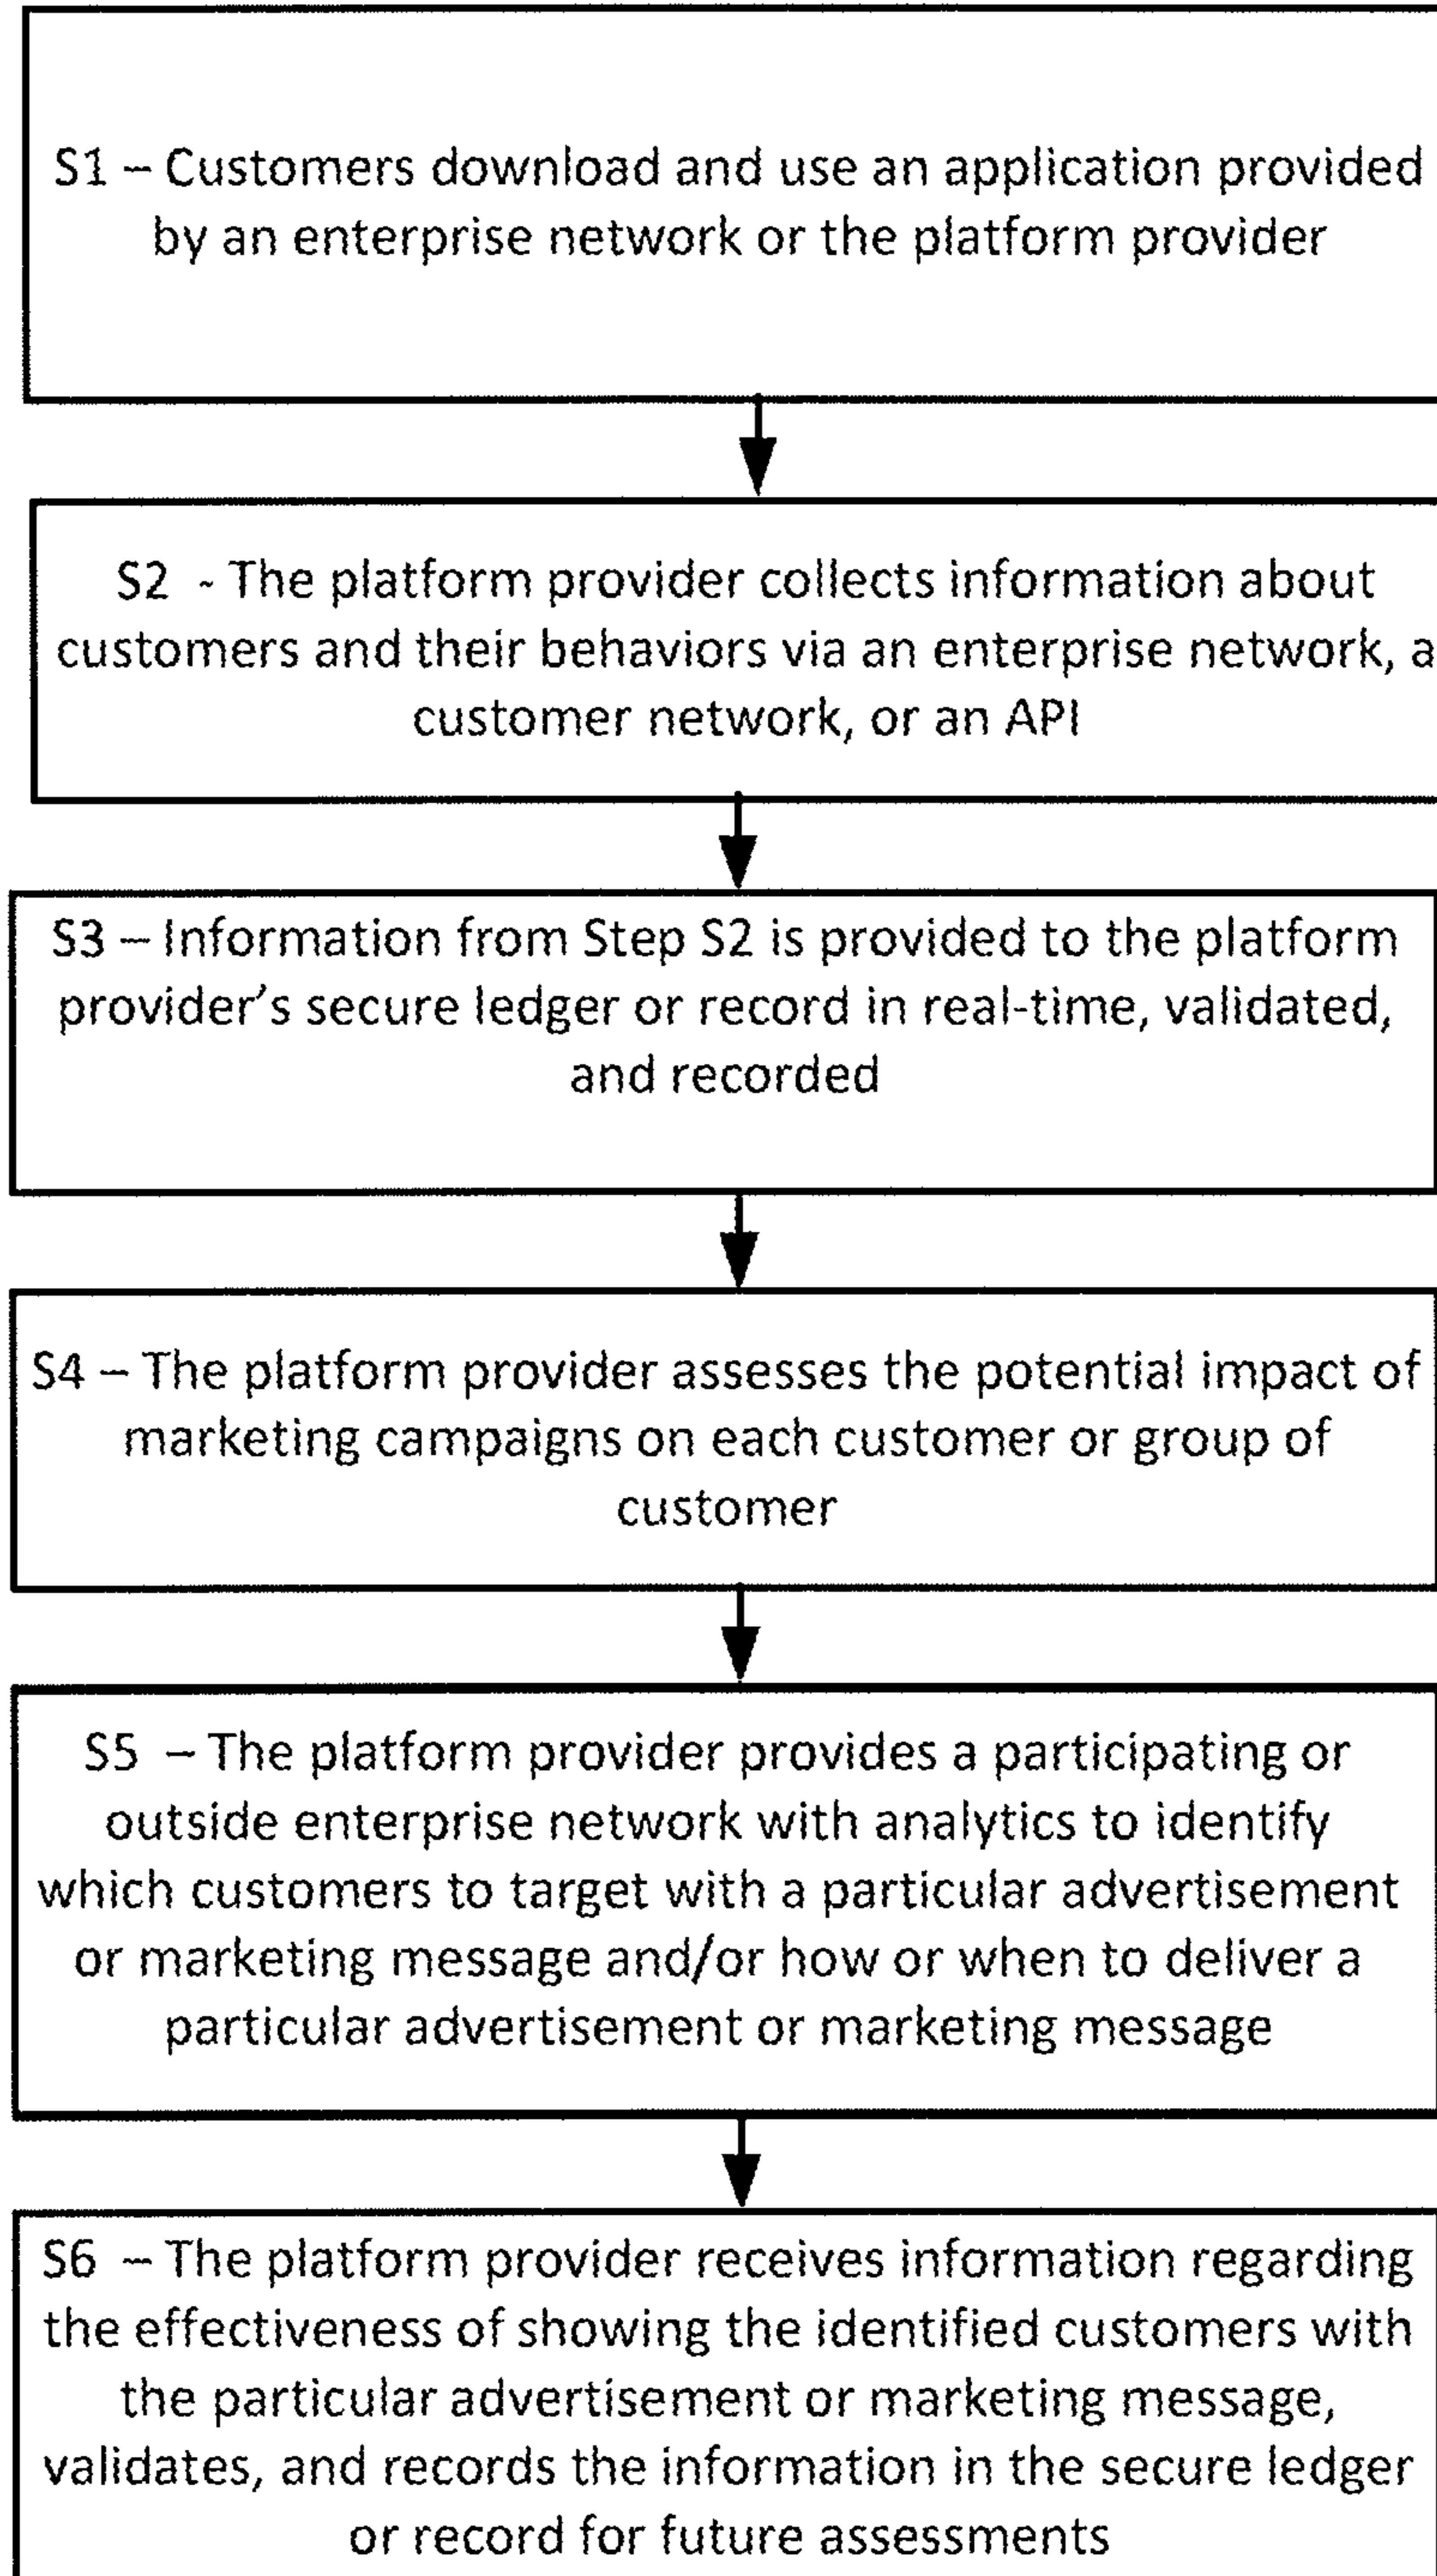 S1 – Customers download and use an application provided
by an enterprise network or the platform provider
S2 - The platform provider collects information about
customers and their behaviors via an enterprise network, a
customer network, or an API
S3 – Information from Step S2 is provided to the platform
provider's secure ledger or record in real-time, validated,
and recorded
S4 – The platform provider assesses the potential impact of
marketing campaigns on each customer or group of
customer
S5 – The platform provider provides a participating or
outside enterprise network with analytics to identify
which customers to target with a particular advertisement
or marketing message and/or how or when to deliver a
particular advertisement or marketing message
S6 – The platform provider receives information regarding
the effectiveness of showing the identified customers with
the particular advertisement or marketing message,
validates, and records the information in the secure ledger
or record for future assessments